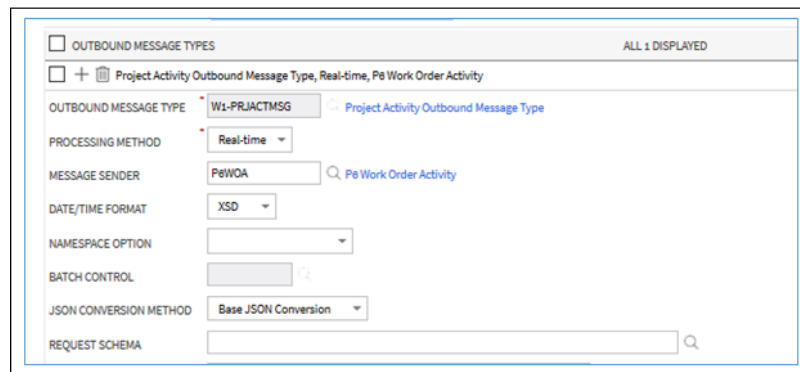 OUTBOUND MESSAGE TYPES ALL 1 DISPLAYED
Project Activity Outbound Message Type, Real-time, P6 Work Order Activity
OUTBOUND MESSAGE TYPE * W1-PRJACTMSG Project Activity Outbound Message Type
PROCESSING METHOD * Real-time
MESSAGE SENDER P6WOA P6 Work Order Activity
DATE/TIME FORMAT XSD
NAMESPACE OPTION
BATCH CONTROL
JSON CONVERSION METHOD Base JSON Conversion
REQUEST SCHEMA